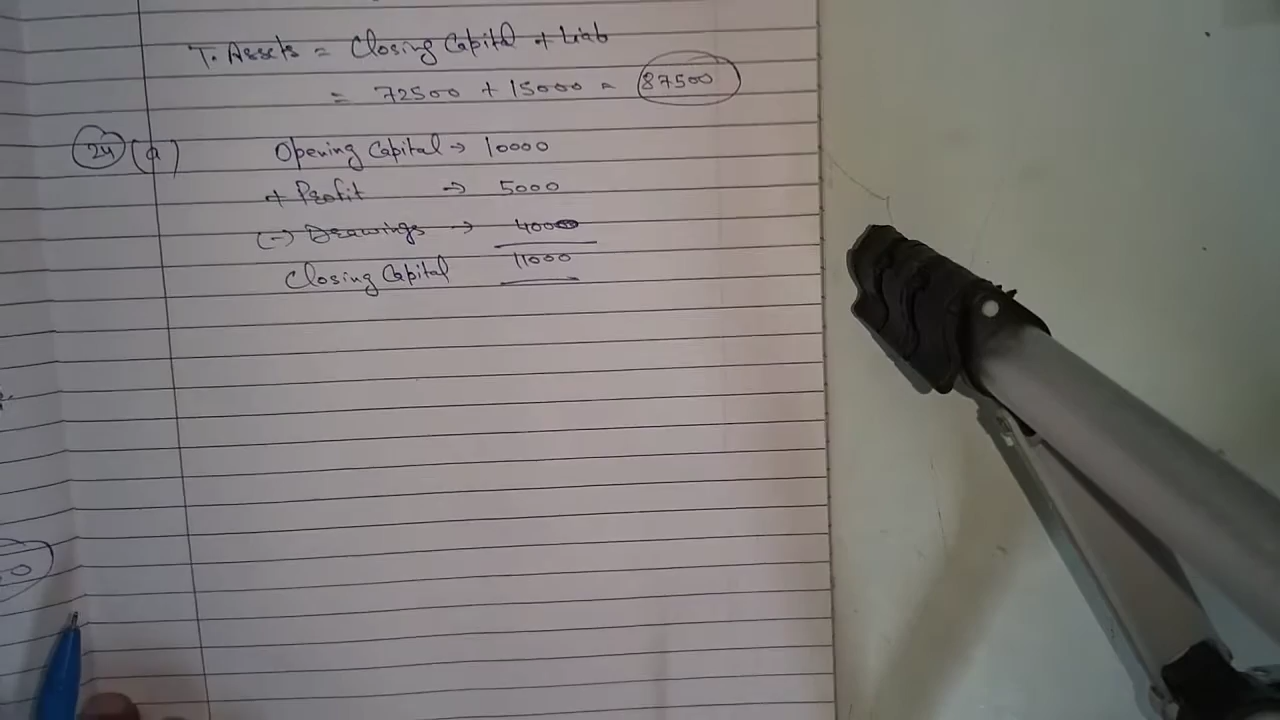 T. Assets = Closing Capital + Liab
= 72500 + 15000 = 87500
24 (a) Opening Capital → 10000
+ Profit → 5000
(-) Drawings → 4000
Closing Capital 11000